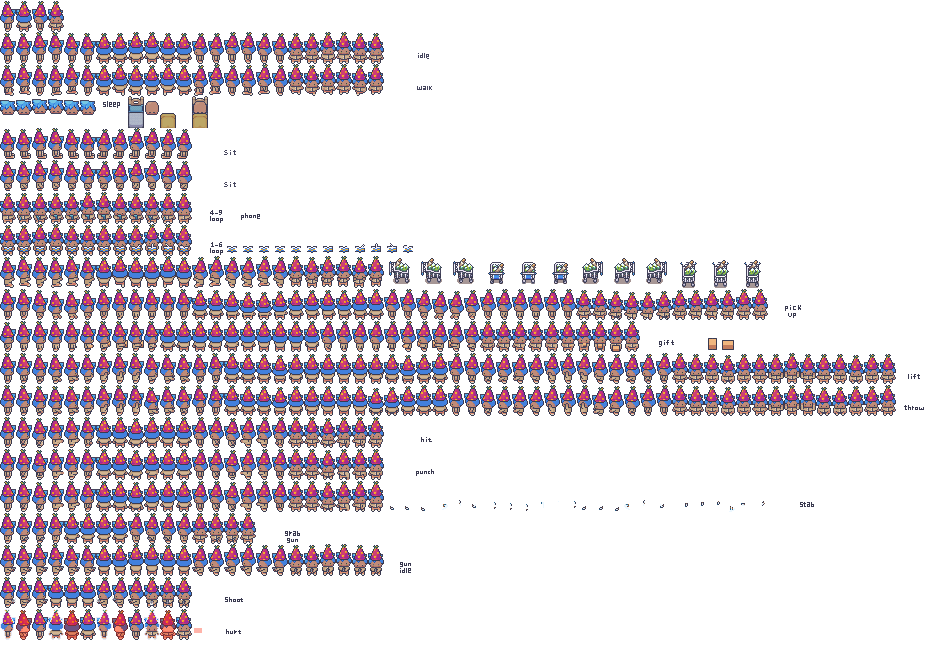 idle
walk
sleep
Sit
Sit
4-9
loop
phong
1-6
loop
pick
up
gift
lift
throw
hit
punch
Stab
grab
gun
gun
idle
Shoot
hurt